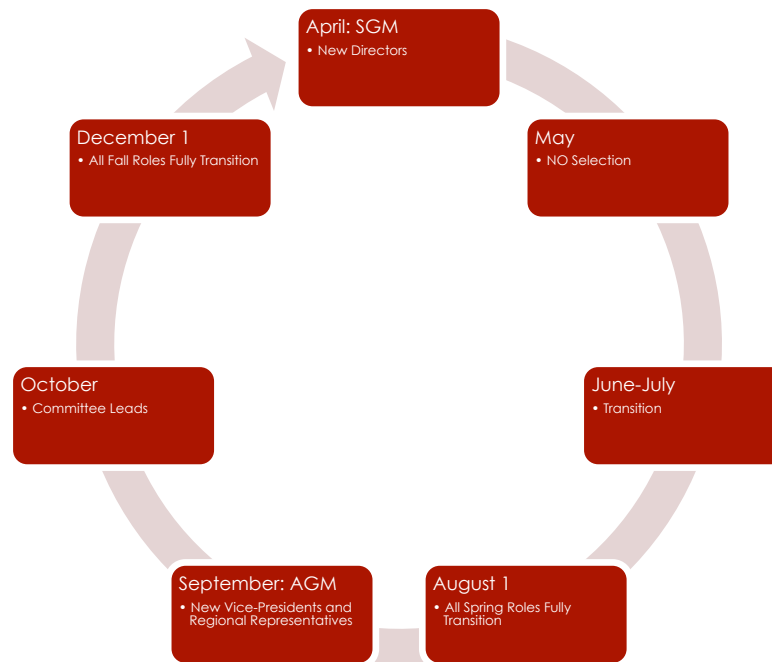 April: SGM
• New Directors
May
• NO Selection
June-July
• Transition
August 1
• All Spring Roles Fully
Transition
September: AGM
• New Vice-Presidents and
Regional Representatives
October
• Committee Leads
December 1
• All Fall Roles Fully Transition